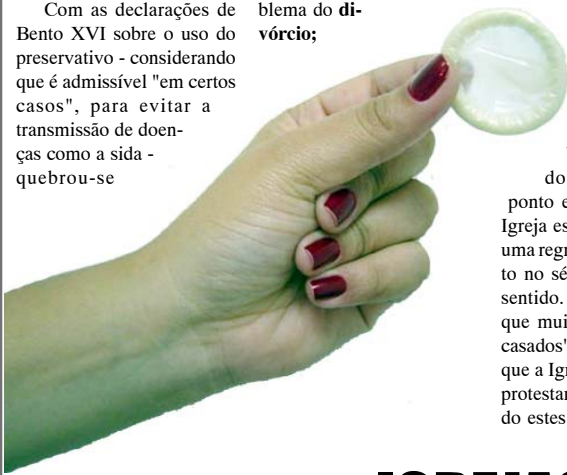 Com as declarações de
Bento XVI sobre o uso do
preservativo - considerando
que é admissível "em certos
casos", para evitar a
transmissão de doen-
ças como a sida -
quebrou-se
blema do di-
vórcio;
do
ponto e
Igreja es
uma regr
to no sé
sentido.
que mui
casados"
que a Igr
protestar
do estes